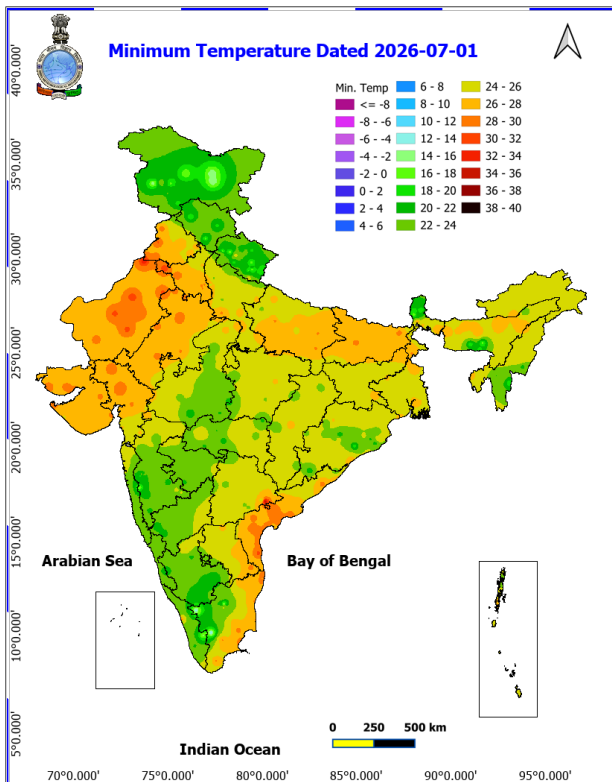 Minimum Temperature Dated 2026-07-01
Min. Temp
<= -8
-8 - -6
-6 - -4
-4 - -2
-2 - 0
0 - 2
2 - 4
4 - 6
6 - 8
8 - 10
10 - 12
12 - 14
14 - 16
16 - 18
18 - 20
20 - 22
22 - 24
24 - 26
26 - 28
28 - 30
30 - 32
32 - 34
34 - 36
36 - 38
38 - 40
40°0.000'
35°0.000'
30°0.000'
25°0.000'
20°0.000'
15°0.000'
10°0.000'
5°0.000'
Arabian Sea
Bay of Bengal
Indian Ocean
0 250 500 km
70°0.000' 75°0.000' 80°0.000' 85°0.000' 90°0.000' 95°0.000'